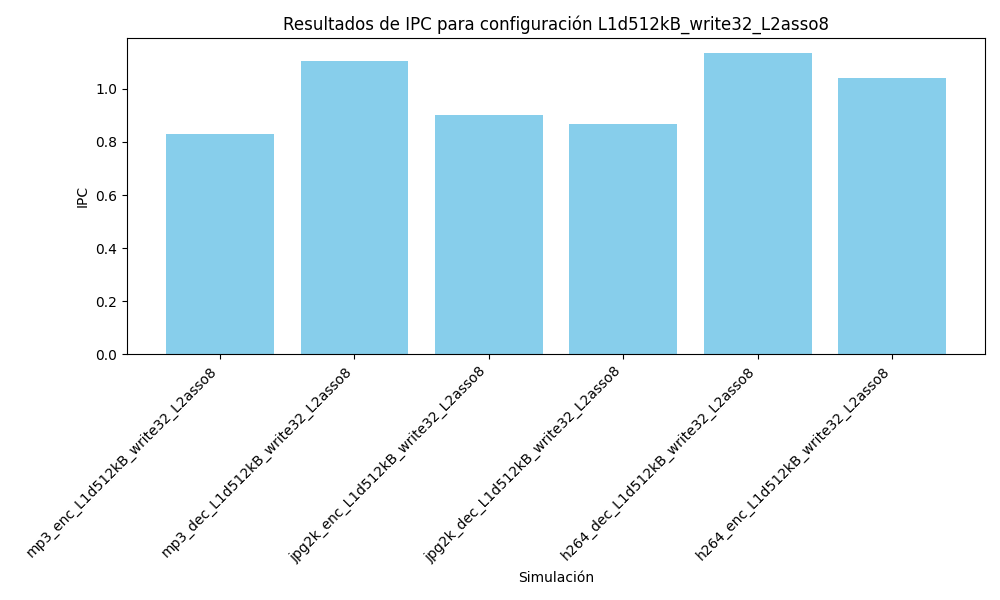 Resultados de IPC para configuración L1d512kB_write32_L2asso8
IPC
1.0
0.8
0.6
0.4
0.2
0.0
mp3_enc_L1d512kB_write32_L2asso8
mp3_dec_L1d512kB_write32_L2asso8
jpg2k_enc_L1d512kB_write32_L2asso8
jpg2k_dec_L1d512kB_write32_L2asso8
h264_dec_L1d512kB_write32_L2asso8
h264_enc_L1d512kB_write32_L2asso8
Simulación